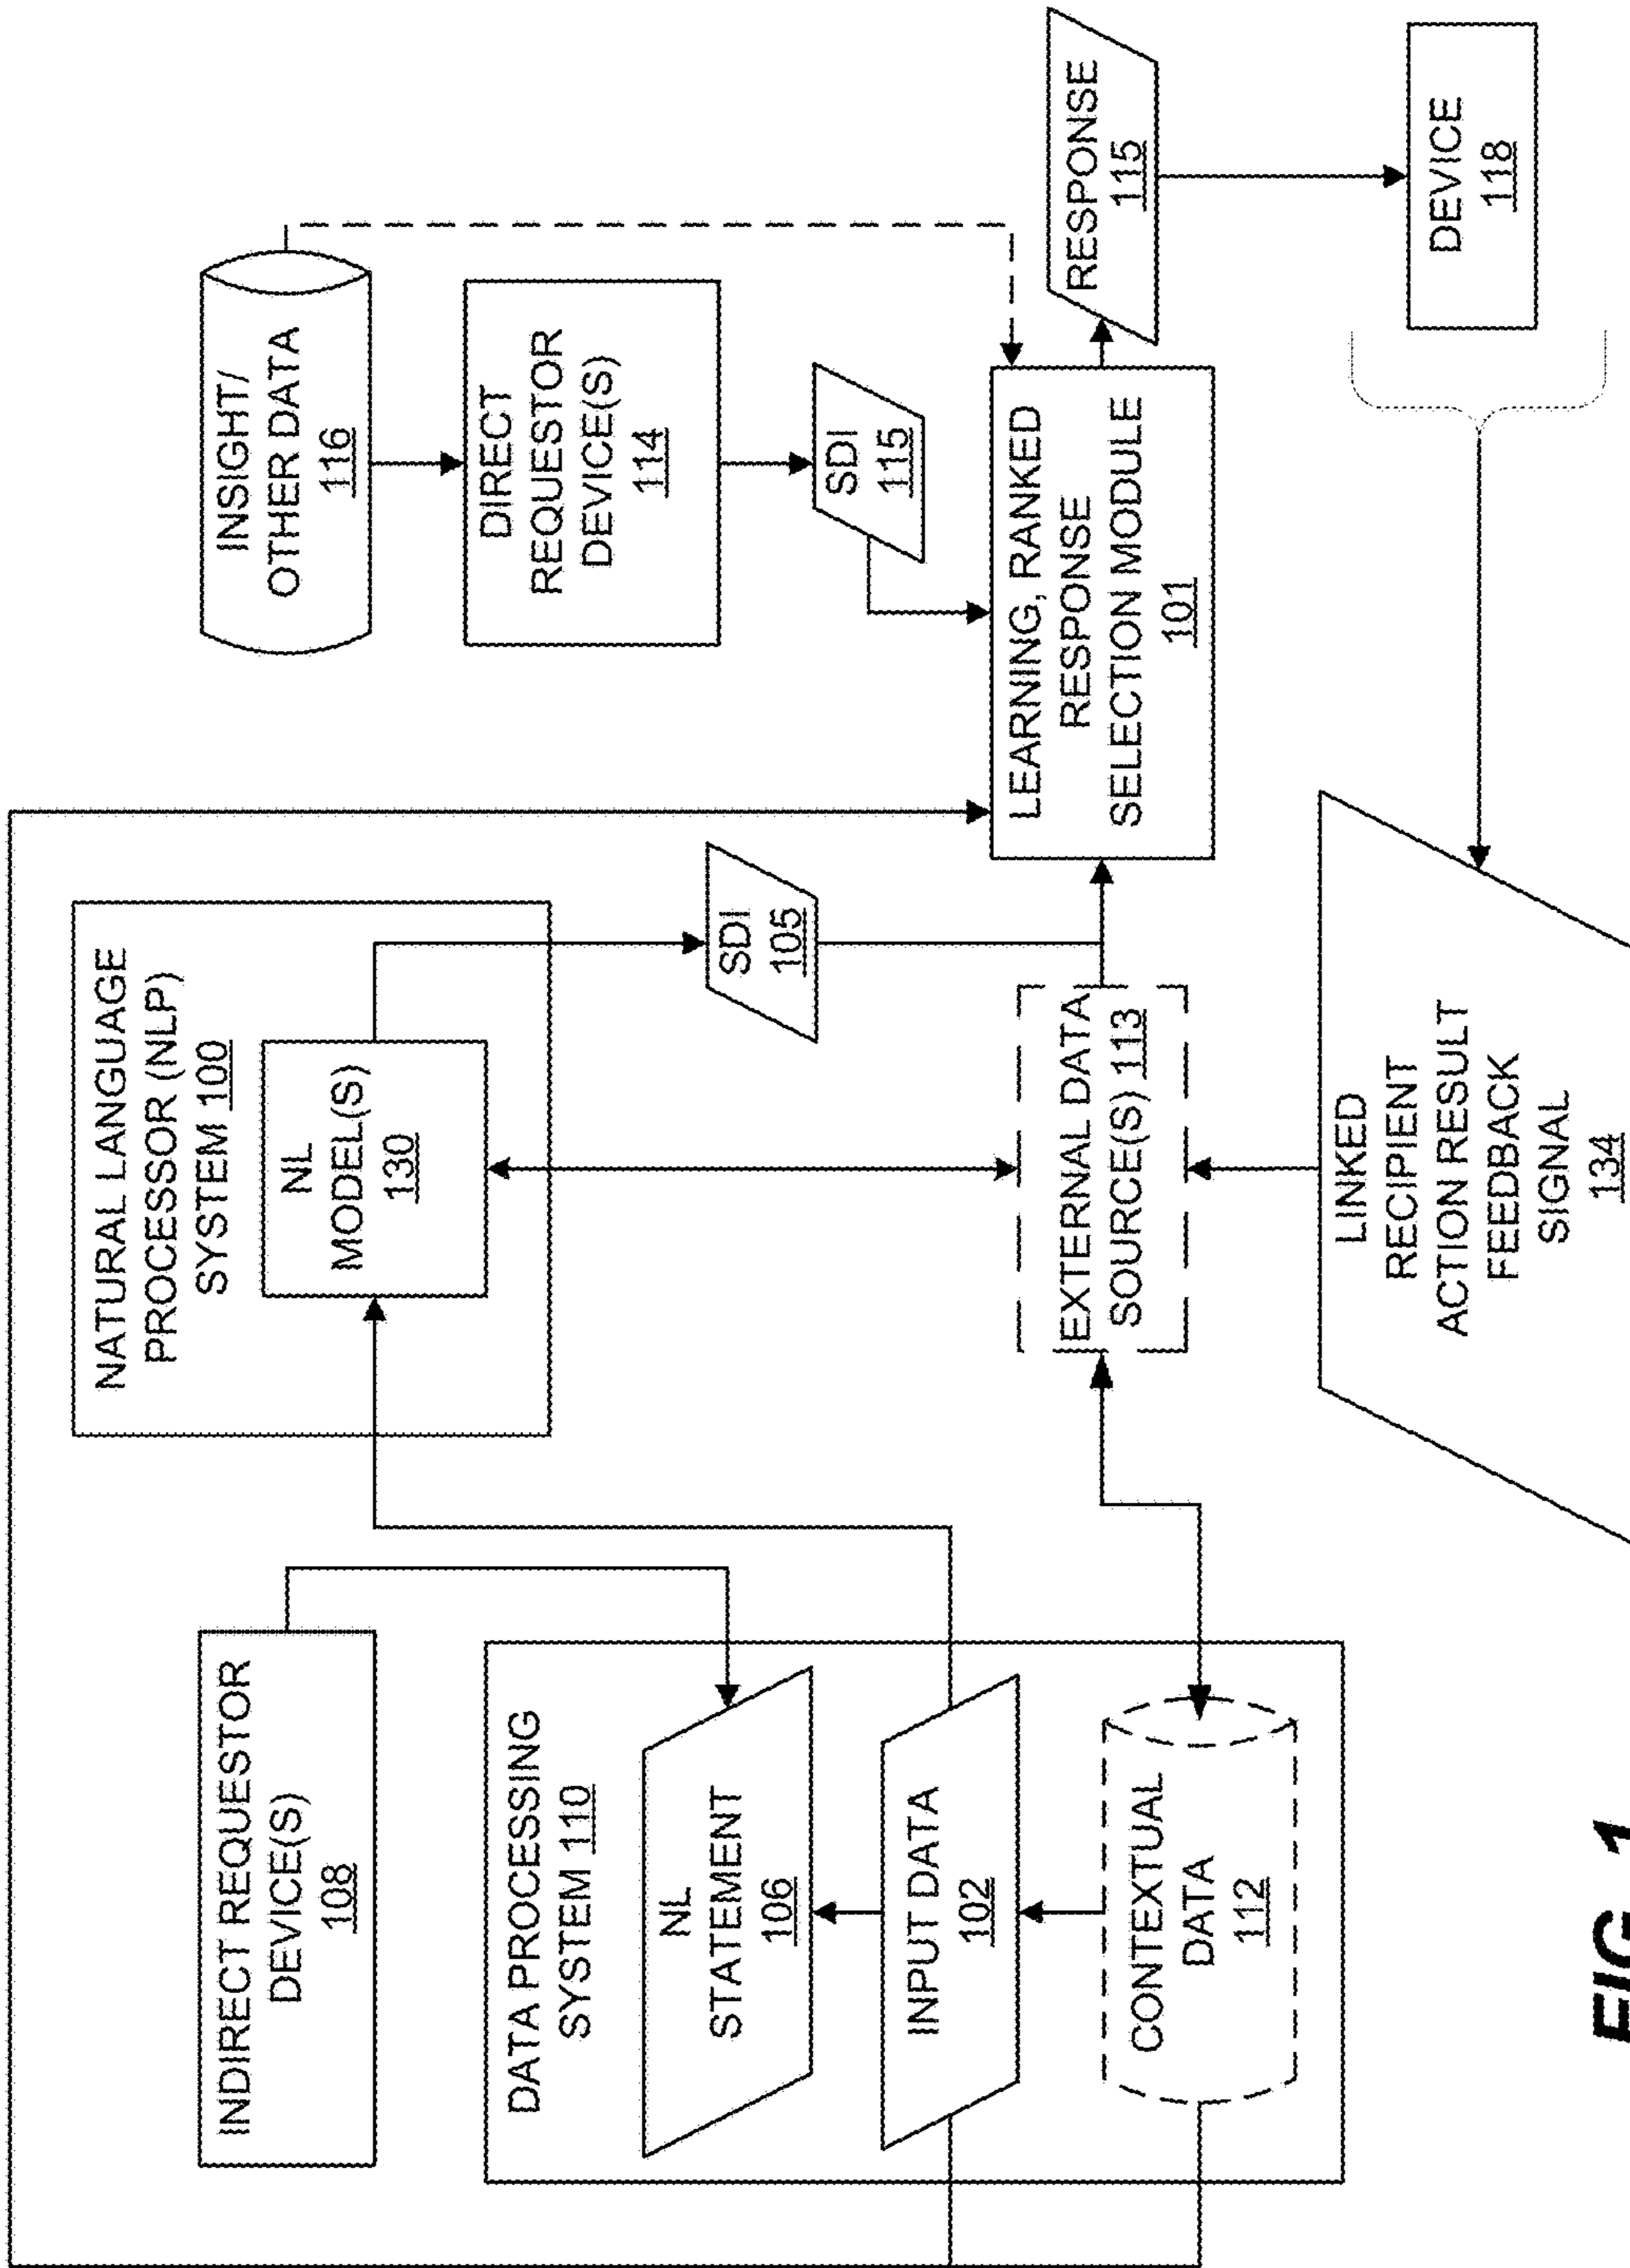 INDIRECT REQUESTOR
DEVICE(S)
108
DATA PROCESSING
SYSTEM 110
NL
STATEMENT
106
INPUT DATA
102
CONTEXTUAL
DATA
112
NATURAL LANGUAGE
PROCESSOR (NLP)
SYSTEM 100
NL
MODEL(S)
130
SDI
105
EXTERNAL DATA
SOURCE(S) 113
LINKED
RECIPIENT
ACTION RESULT
FEEDBACK
SIGNAL
134
INSIGHT/
OTHER DATA
116
DIRECT
REQUESTOR
DEVICE(S)
114
SDI
115
LEARNING, RANKED
RESPONSE
SELECTION MODULE
101
RESPONSE
115
DEVICE
118
FIG. 1